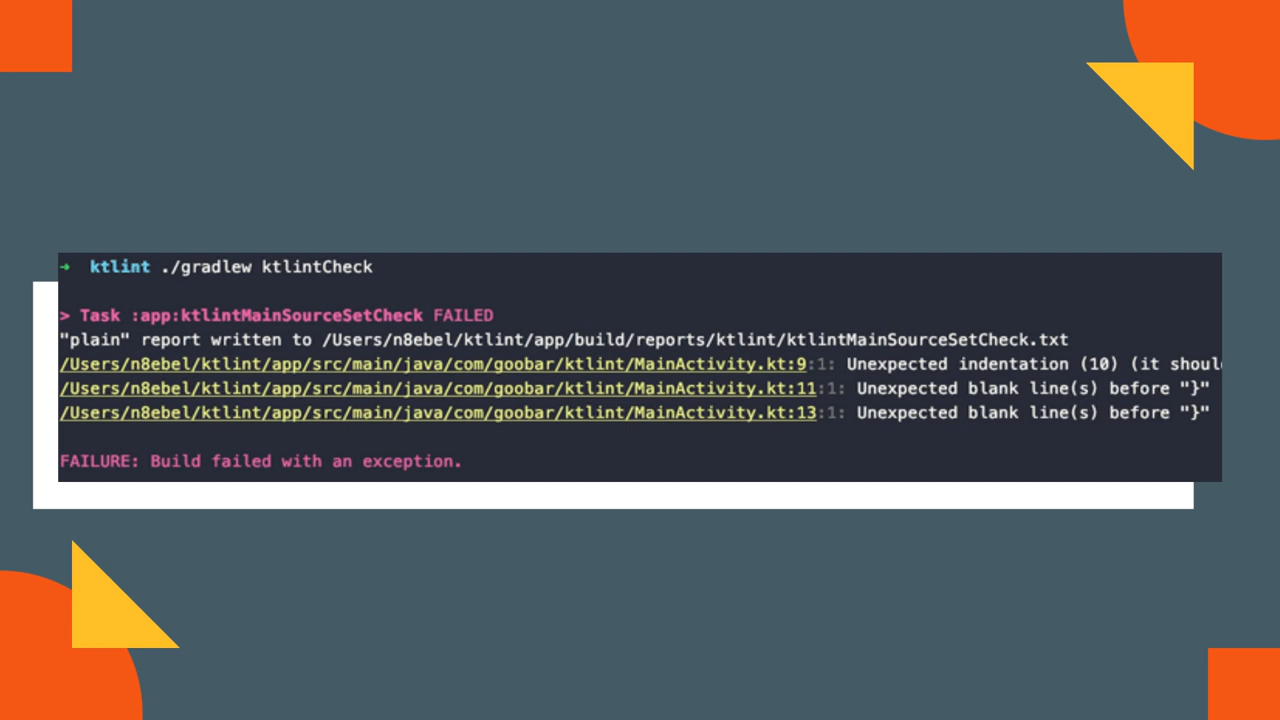 ➜ ktlint ./gradlew ktlintCheck
> Task :app:ktlintMainSourceSetCheck FAILED
"plain" report written to /Users/n8ebel/ktlint/app/build/reports/ktlint/ktlintMainSourceSetCheck.txt
/Users/n8ebel/ktlint/app/src/main/java/com/goobar/ktlint/MainActivity.kt:9:1: Unexpected indentation (10) (it shoul
/Users/n8ebel/ktlint/app/src/main/java/com/goobar/ktlint/MainActivity.kt:11:1: Unexpected blank line(s) before "}"
/Users/n8ebel/ktlint/app/src/main/java/com/goobar/ktlint/MainActivity.kt:13:1: Unexpected blank line(s) before "}"
FAILURE: Build failed with an exception.